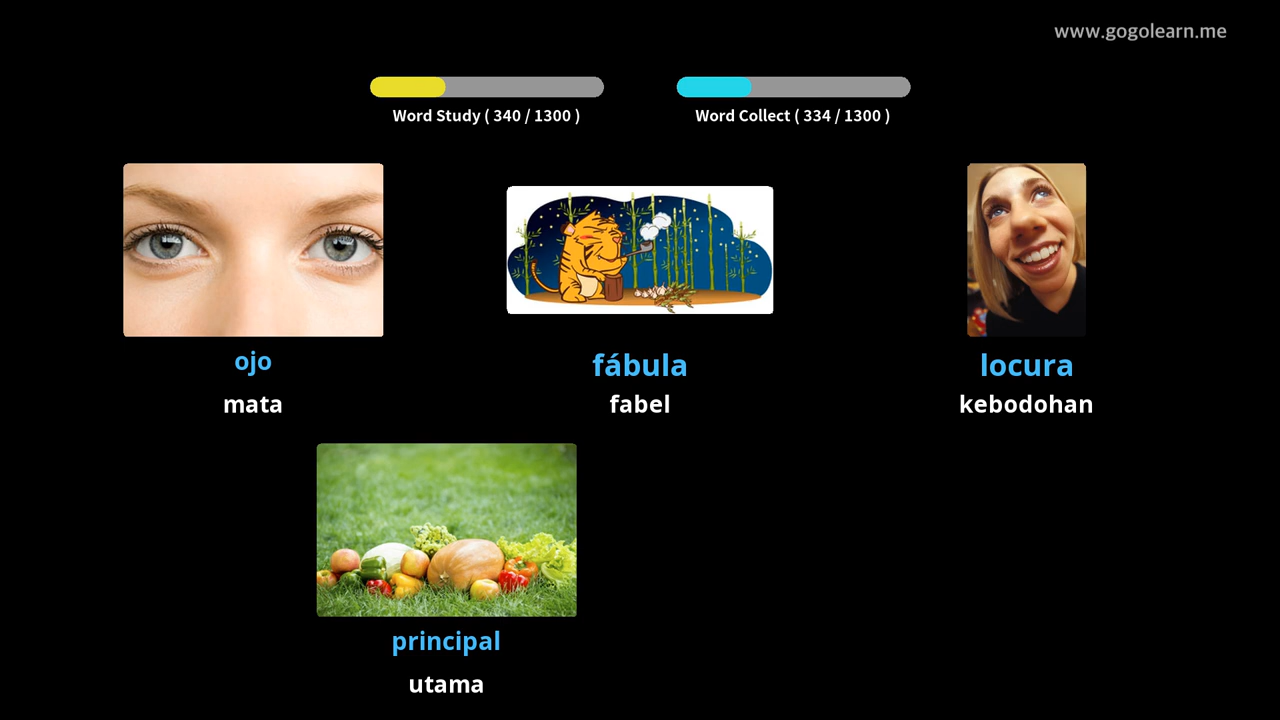 www.gogolearn.me
Word Study ( 340 / 1300 )
Word Collect ( 334 / 1300 )
ojo
fábula
locura
mata
fabel
kebodohan
principal
utama